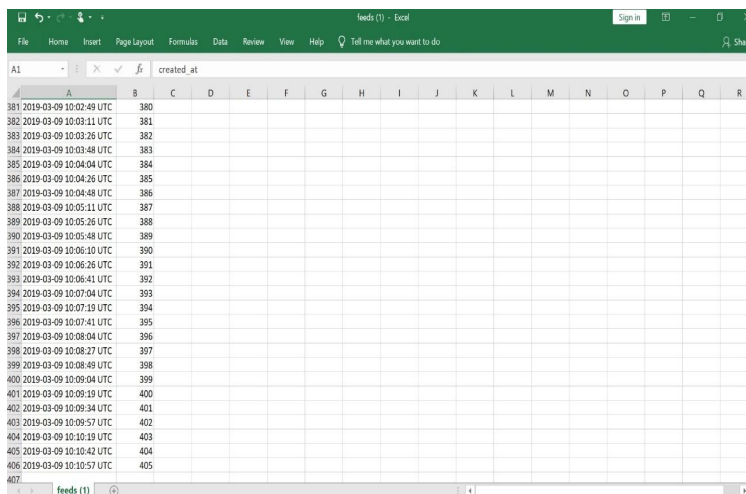 feeds (1) - Excel
Sign in
File Home Insert Page Layout Formulas Data Review View Help Tell me what you want to do
A1 fx created_at
A B C D E F G H I J K L M N O P Q R
381 2019-03-09 10:02:49 UTC 380
382 2019-03-09 10:03:11 UTC 381
383 2019-03-09 10:03:26 UTC 382
384 2019-03-09 10:03:48 UTC 383
385 2019-03-09 10:04:04 UTC 384
386 2019-03-09 10:04:26 UTC 385
387 2019-03-09 10:04:48 UTC 386
388 2019-03-09 10:05:11 UTC 387
389 2019-03-09 10:05:26 UTC 388
390 2019-03-09 10:05:48 UTC 389
391 2019-03-09 10:06:10 UTC 390
392 2019-03-09 10:06:26 UTC 391
393 2019-03-09 10:06:41 UTC 392
394 2019-03-09 10:07:04 UTC 393
395 2019-03-09 10:07:19 UTC 394
396 2019-03-09 10:07:41 UTC 395
397 2019-03-09 10:08:04 UTC 396
398 2019-03-09 10:08:27 UTC 397
399 2019-03-09 10:08:49 UTC 398
400 2019-03-09 10:09:04 UTC 399
401 2019-03-09 10:09:19 UTC 400
402 2019-03-09 10:09:34 UTC 401
403 2019-03-09 10:09:57 UTC 402
404 2019-03-09 10:10:19 UTC 403
405 2019-03-09 10:10:42 UTC 404
406 2019-03-09 10:10:57 UTC 405
407
feeds (1)